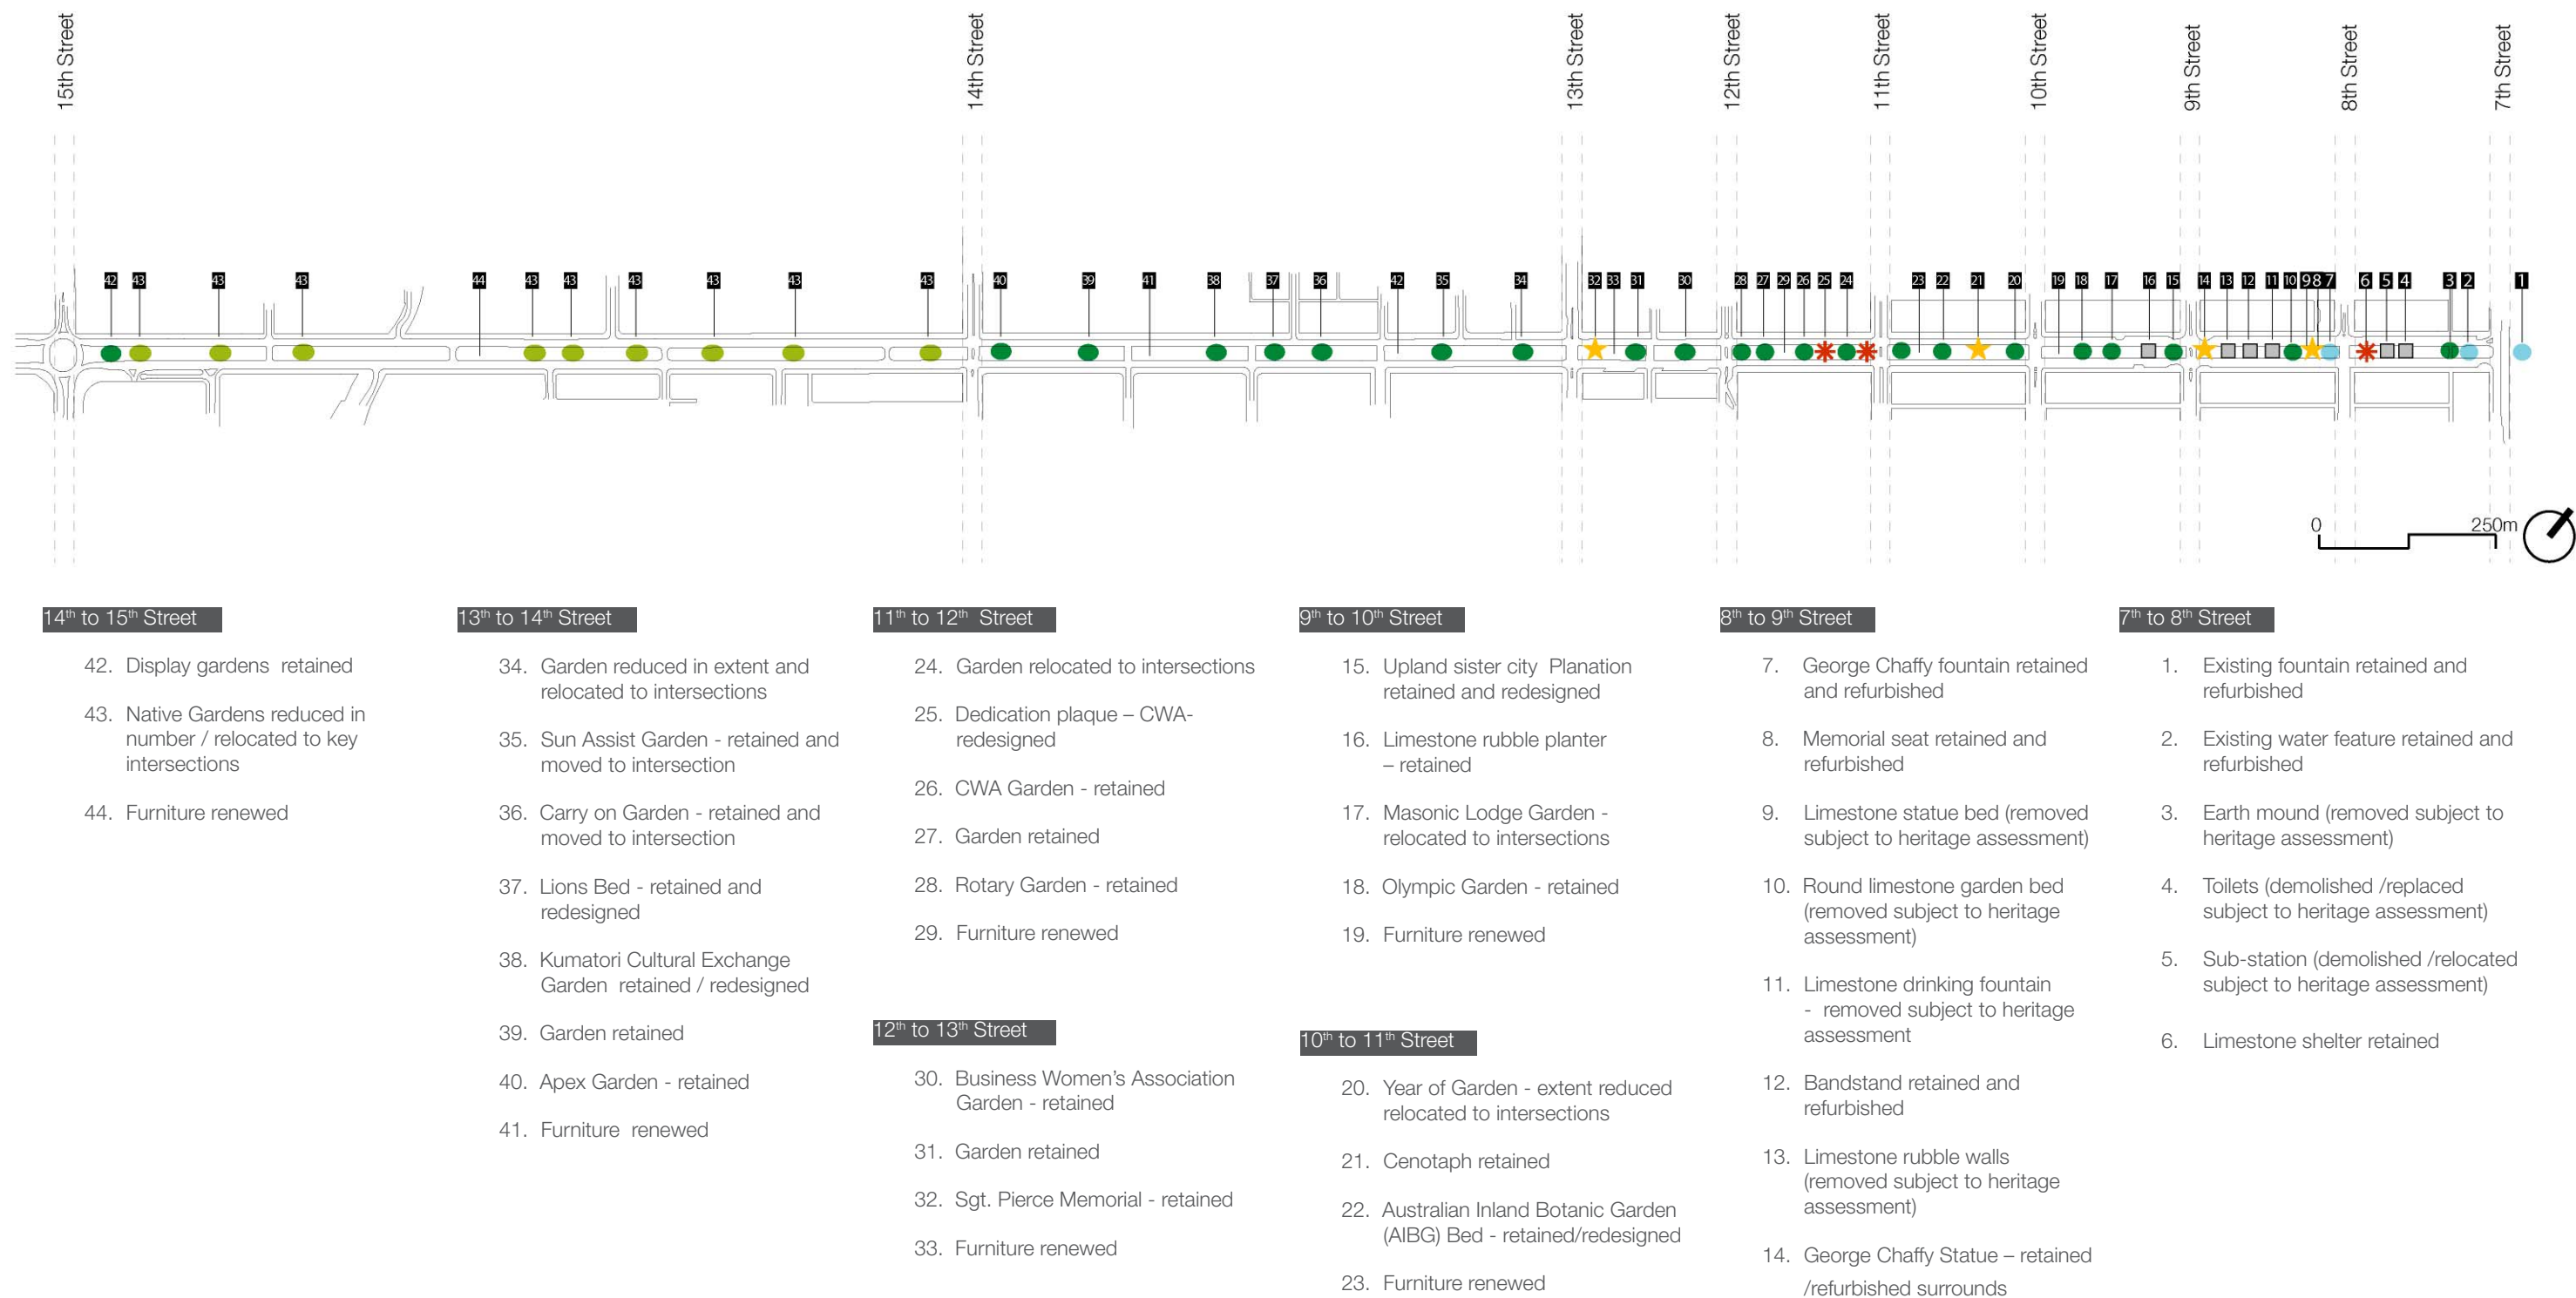 15th Street
14th Street
13th Street
12th Street
11th Street
10th Street
9th Street
8th Street
7th Street
42 43 43 43 44 43 43 43 43 43 43 40 39 41 38 37 36 42 35 34 32 33 31 30 28 27 29 26 25 24 23 22 21 20 19 18 17 16 15 14 13 12 11 10 9 8 7 6 5 4 3 2 1
0 250m
14th to 15th Street
42. Display gardens retained
43. Native Gardens reduced in
number / relocated to key
intersections
44. Furniture renewed
13th to 14th Street
34. Garden reduced in extent and
relocated to intersections
35. Sun Assist Garden - retained and
moved to intersection
36. Carry on Garden - retained and
moved to intersection
37. Lions Bed - retained and
redesigned
38. Kumatori Cultural Exchange
Garden retained / redesigned
39. Garden retained
40. Apex Garden - retained
41. Furniture renewed
11th to 12th Street
24. Garden relocated to intersections
25. Dedication plaque – CWA-
redesigned
26. CWA Garden - retained
27. Garden retained
28. Rotary Garden - retained
29. Furniture renewed
12th to 13th Street
30. Business Women's Association
Garden - retained
31. Garden retained
32. Sgt. Pierce Memorial - retained
33. Furniture renewed
9th to 10th Street
15. Upland sister city Planation
retained and redesigned
16. Limestone rubble planter
– retained
17. Masonic Lodge Garden -
relocated to intersections
18. Olympic Garden - retained
19. Furniture renewed
10th to 11th Street
20. Year of Garden - extent reduced
relocated to intersections
21. Cenotaph retained
22. Australian Inland Botanic Garden
(AIBG) Bed - retained/redesigned
23. Furniture renewed
8th to 9th Street
7. George Chaffy fountain retained
and refurbished
8. Memorial seat retained and
refurbished
9. Limestone statue bed (removed
subject to heritage assessment)
10. Round limestone garden bed
(removed subject to heritage
assessment)
11. Limestone drinking fountain
- removed subject to heritage
assessment
12. Bandstand retained and
refurbished
13. Limestone rubble walls
(removed subject to heritage
assessment)
14. George Chaffy Statue – retained
/refurbished surrounds
7th to 8th Street
1. Existing fountain retained and
refurbished
2. Existing water feature retained and
refurbished
3. Earth mound (removed subject to
heritage assessment)
4. Toilets (demolished /replaced
subject to heritage assessment)
5. Sub-station (demolished /relocated
subject to heritage assessment)
6. Limestone shelter retained